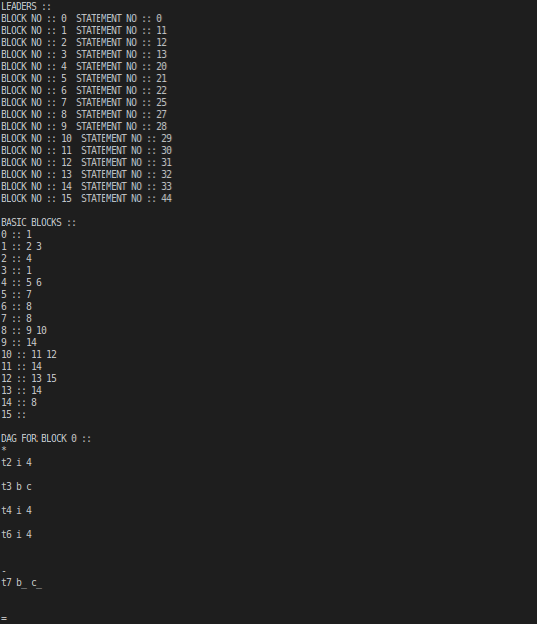 LEADERS ::
BLOCK NO :: 0  STATEMENT NO :: 0
BLOCK NO :: 1  STATEMENT NO :: 11
BLOCK NO :: 2  STATEMENT NO :: 12
BLOCK NO :: 3  STATEMENT NO :: 13
BLOCK NO :: 4  STATEMENT NO :: 20
BLOCK NO :: 5  STATEMENT NO :: 21
BLOCK NO :: 6  STATEMENT NO :: 22
BLOCK NO :: 7  STATEMENT NO :: 25
BLOCK NO :: 8  STATEMENT NO :: 27
BLOCK NO :: 9  STATEMENT NO :: 28
BLOCK NO :: 10  STATEMENT NO :: 29
BLOCK NO :: 11  STATEMENT NO :: 30
BLOCK NO :: 12  STATEMENT NO :: 31
BLOCK NO :: 13  STATEMENT NO :: 32
BLOCK NO :: 14  STATEMENT NO :: 33
BLOCK NO :: 15  STATEMENT NO :: 44
BASIC BLOCKS ::
0 :: 1
1 :: 2 3
2 :: 4
3 :: 1
4 :: 5 6
5 :: 7
6 :: 8
7 :: 8
8 :: 9 10
9 :: 14
10 :: 11 12
11 :: 14
12 :: 13 15
13 :: 14
14 :: 8
15 ::
DAG FOR BLOCK 0 ::
*
t2 i 4
t3 b c
t4 i 4
t6 i 4
-
t7 b_ c_
=